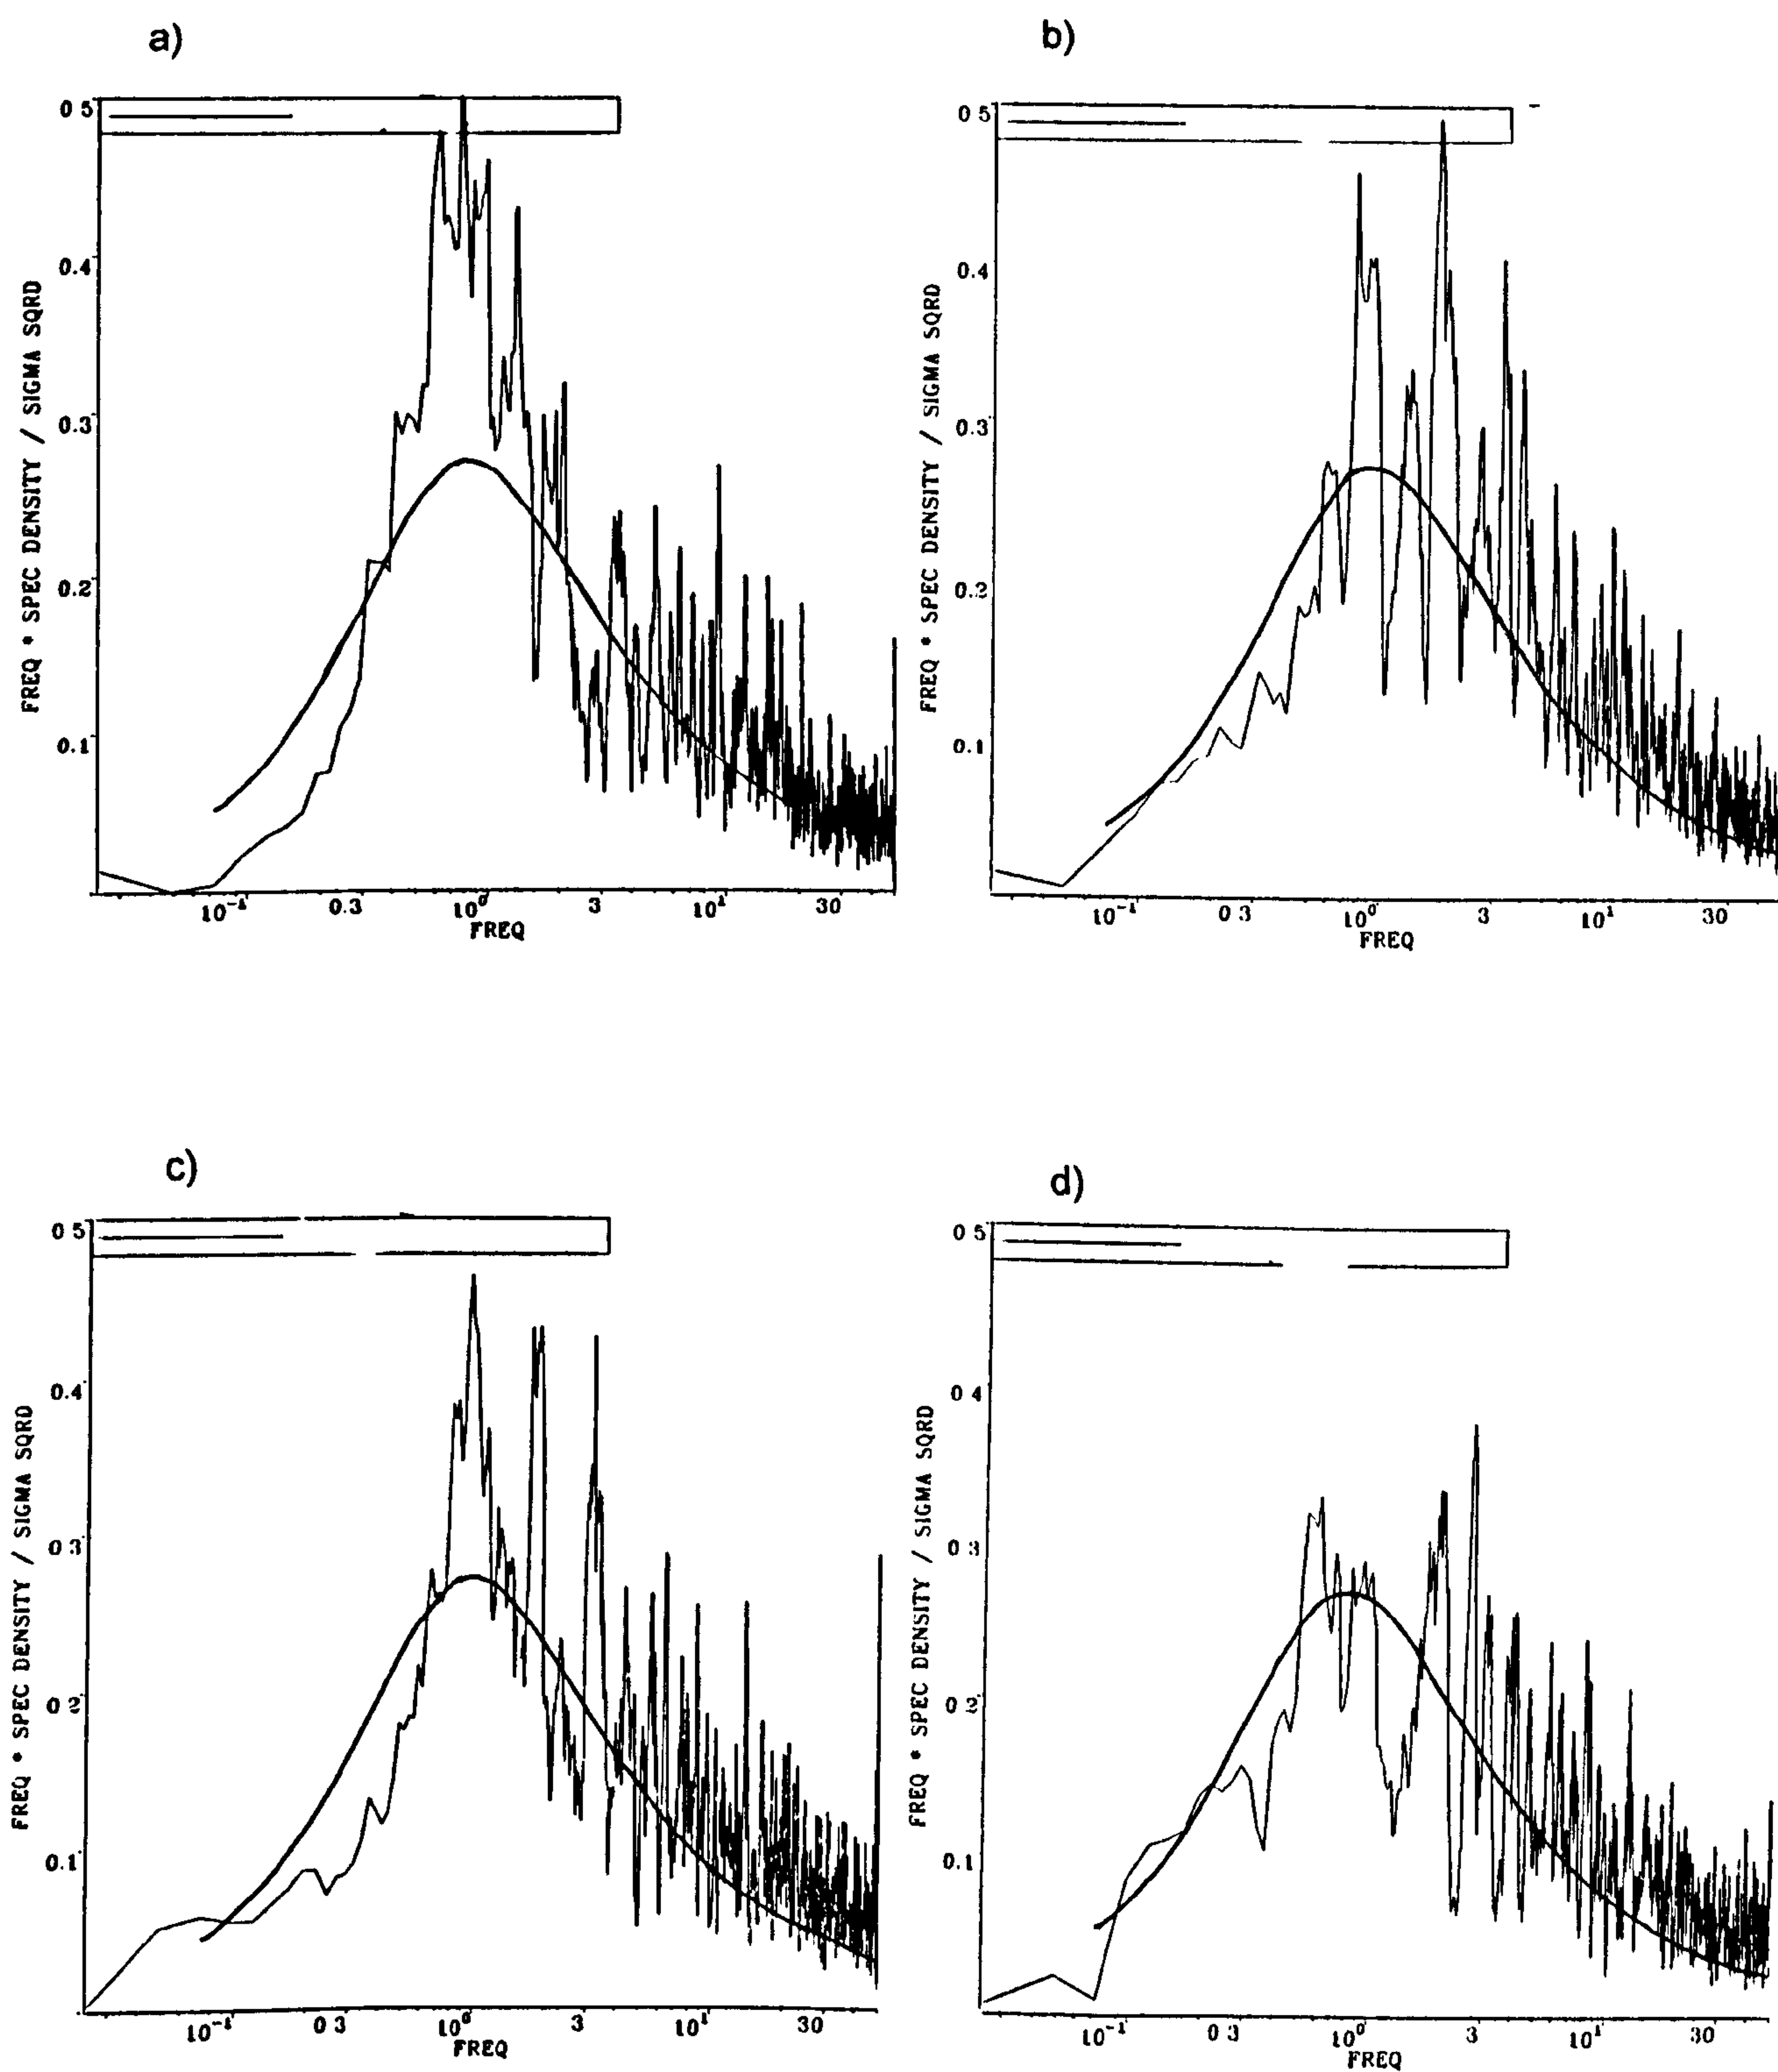 a)
0 5
0.4
0.3
0.2
0.1
FREQ * SPEC DENSITY / SIGMA SQRD
10⁻¹ 0.3 10⁰ 3 10¹ 30
FREQ
b)
0 5
0.4
0.3
0.2
0.1
FREQ * SPEC DENSITY / SIGMA SQRD
10⁻¹ 0 3 10⁰ 3 10¹ 30
FREQ
c)
0 5
0.4
0 3
0 2
0.1
FREQ * SPEC DENSITY / SIGMA SQRD
10⁻¹ 0 3 10⁰ 3 10¹ 30
FREQ
d)
0 5
0 4
0 3
0 2
0.1
FREQ * SPEC DENSITY / SIGMA SQRD
10⁻¹ 0 3 10⁰ 3 10¹ 30
FREQ